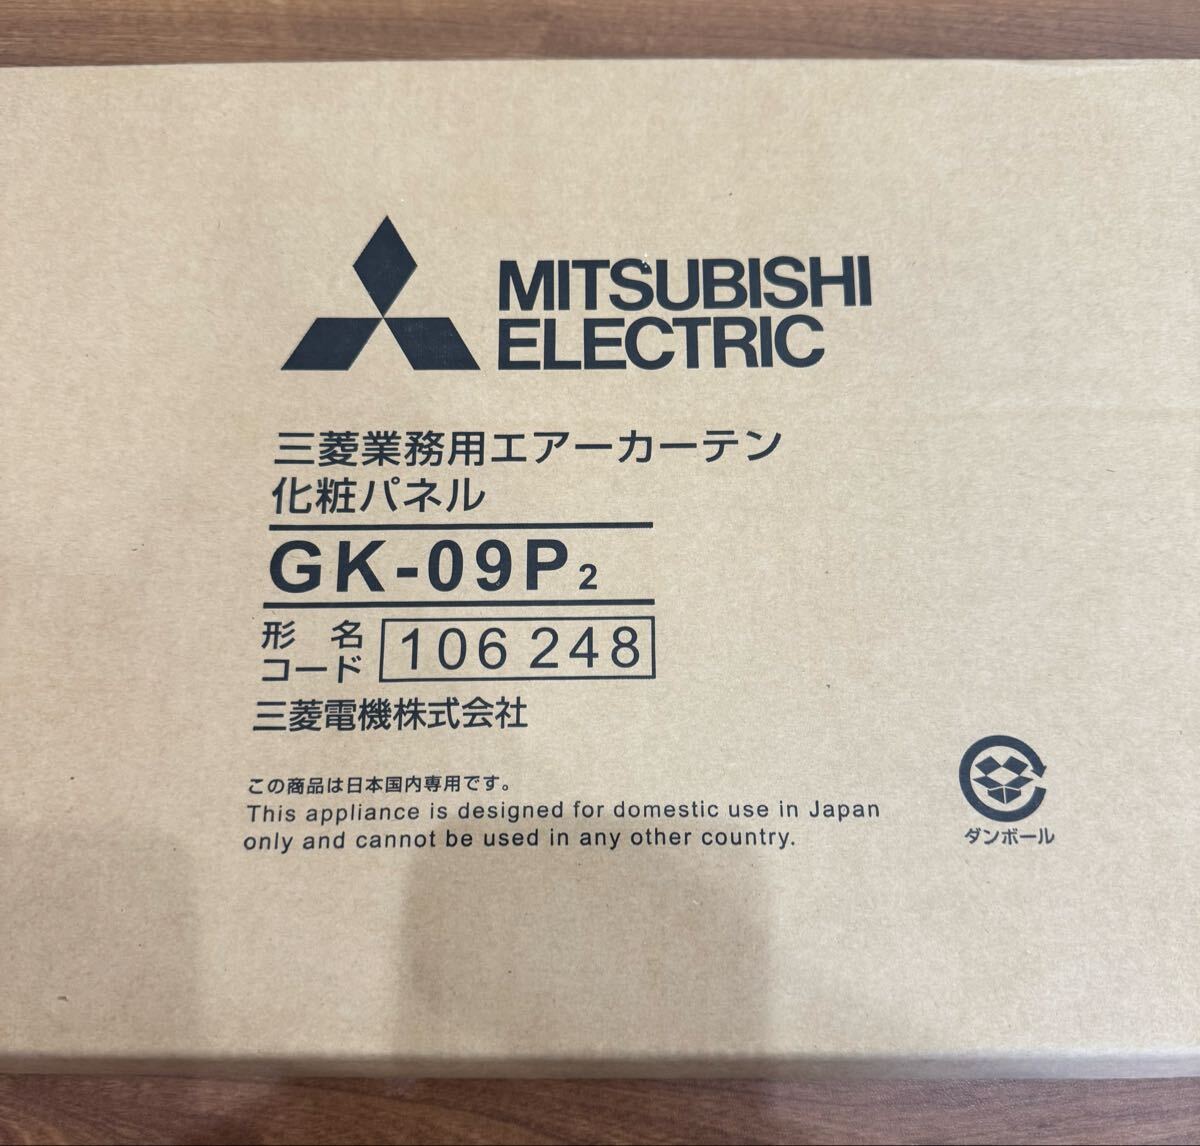 MITSUBISHI
ELECTRIC
三菱業務用エアーカーテン
化粧パネル
GK-09P2
形名
コード 106 248
三菱電機株式会社
この商品は日本国内専用です。
This appliance is designed for domestic use in Japan
only and cannot be used in any other country.
ダンボール